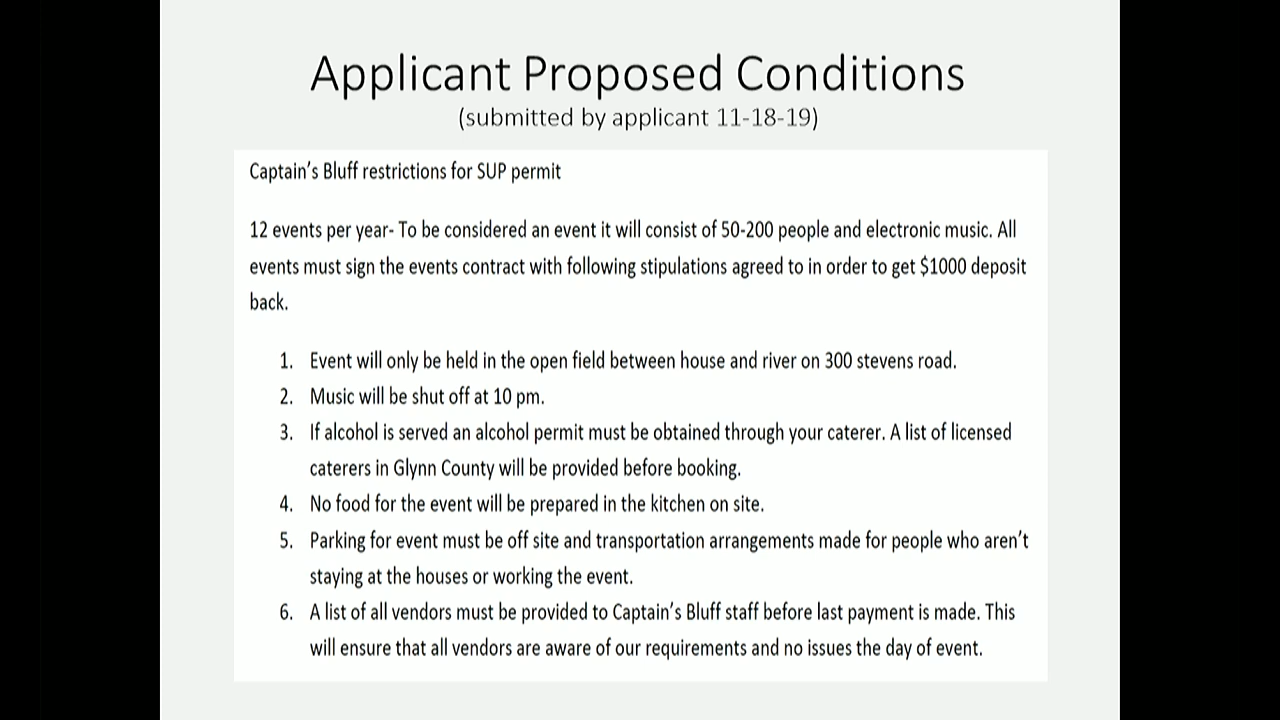 Applicant Proposed Conditions
(submitted by applicant 11-18-19)
Captain's Bluff restrictions for SUP permit
12 events per year- To be considered an event it will consist of 50-200 people and electronic music. All
events must sign the events contract with following stipulations agreed to in order to get $1000 deposit
back.
1. Event will only be held in the open field between house and river on 300 stevens road.
2. Music will be shut off at 10 pm.
3. If alcohol is served an alcohol permit must be obtained through your caterer. A list of licensed
caterers in Glynn County will be provided before booking.
4. No food for the event will be prepared in the kitchen on site.
5. Parking for event must be off site and transportation arrangements made for people who aren't
staying at the houses or working the event.
6. A list of all vendors must be provided to Captain's Bluff staff before last payment is made. This
will ensure that all vendors are aware of our requirements and no issues the day of event.